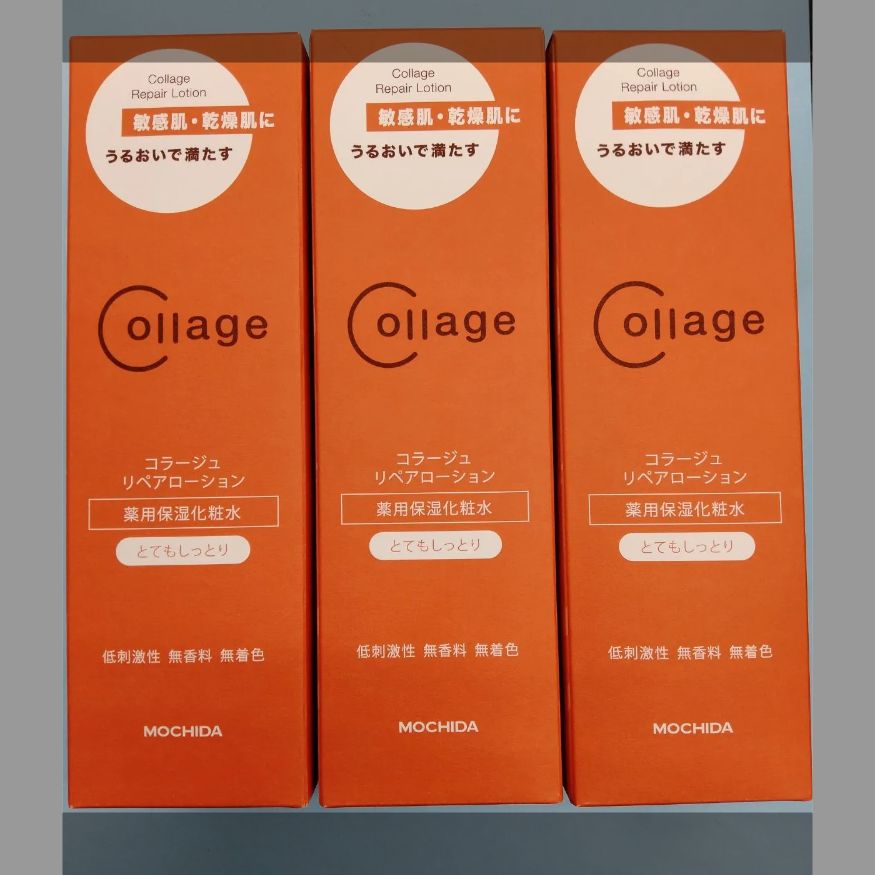 Collage
Repair Lotion
敏感肌・乾燥肌に
うるおいで満たす
Collage
コラージュ
リペアローション
薬用保湿化粧水
とてもしっとり
低刺激性 無香料 無着色
MOCHIDA
Collage
Repair Lotion
敏感肌・乾燥肌に
うるおいで満たす
Collage
コラージュ
リペアローション
薬用保湿化粧水
とてもしっとり
低刺激性 無香料 無着色
MOCHIDA
Collage
Repair Lotion
敏感肌・乾燥肌に
うるおいで満たす
Collage
コラージュ
リペアローション
薬用保湿化粧水
とてもしっとり
低刺激性 無香料 無着色
MOCHIDA